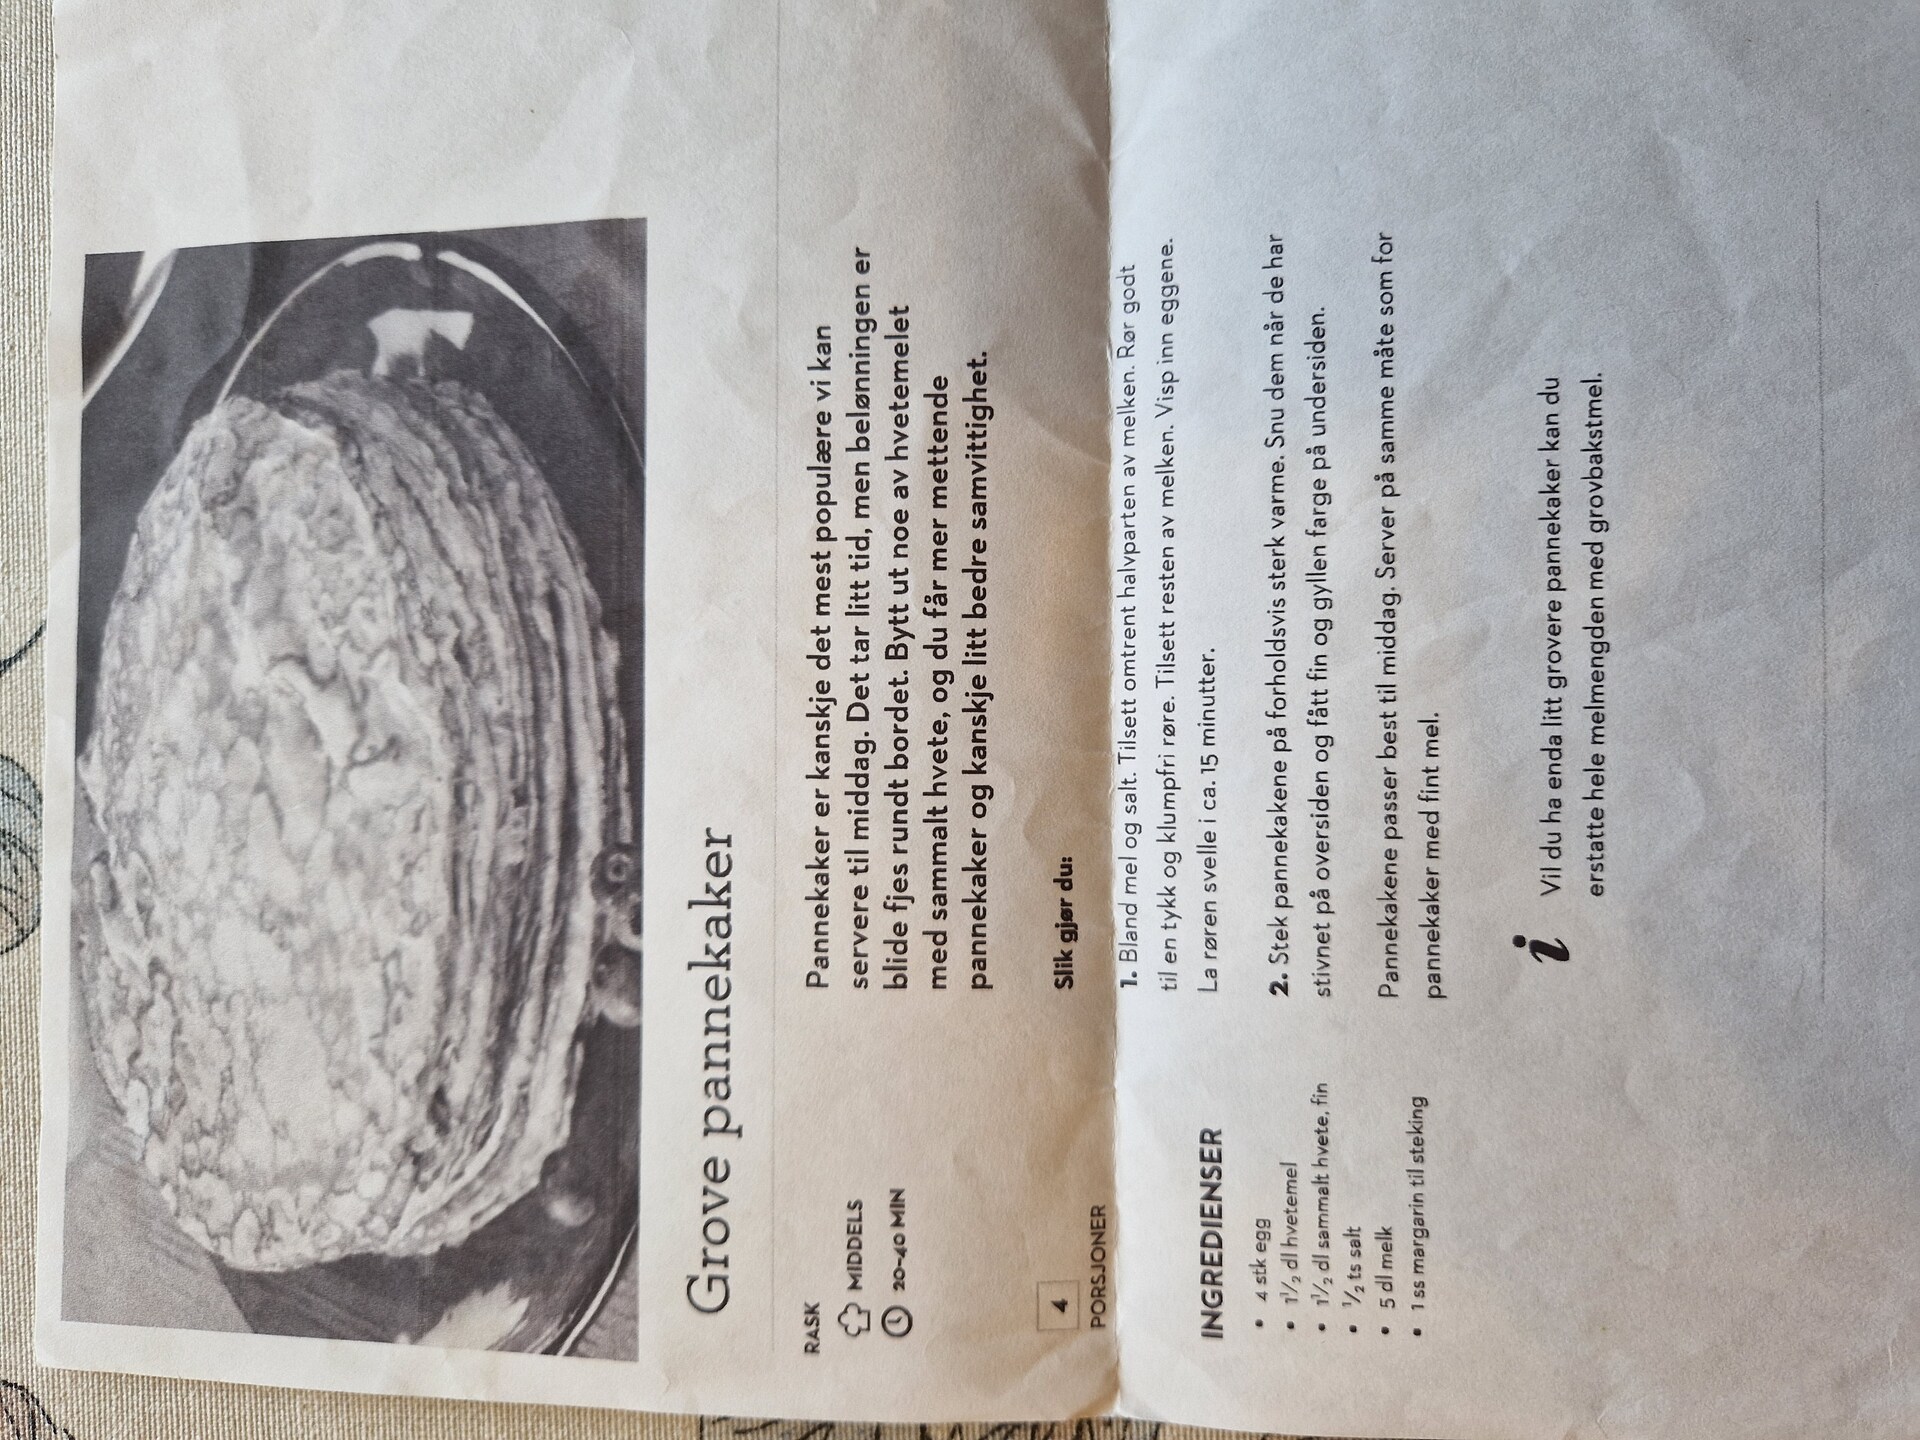 Grove pannekaker
RASK
MIDDELS
20-40 MIN
Pannekaker er kanskje det mest populære vi kan
servere til middag. Det tar litt tid, men belønningen er
blide fjes rundt bordet. Bytt ut noe av hvetemelet
med sammalt hvete, og du får mer mettende
pannekaker og kanskje litt bedre samvittighet.
4
PORSJONER
INGREDIENSER
• 4 stk egg
• 1 1/2 dl hvetemel
• 1 1/2 dl sammalt hvete, fin
• 1/2 ts salt
• 5 dl melk
• 1 ss margarin til steking
Slik gjør du:
1. Bland mel og salt. Tilsett omtrent halvparten av melken. Rør godt
til en tykk og klumpfri røre. Tilsett resten av melken. Visp inn eggene.
La røren svelle i ca. 15 minutter.
2. Stek pannekakene på forholdsvis sterk varme. Snu dem når de har
stivnet på oversiden og fått fin og gyllen farge på undersiden.
Pannekakene passer best til middag. Server på samme måte som for
pannekaker med fint mel.
i
Vil du ha enda litt grovere pannekaker kan du
erstatte hele melmengden med grovbakstmel.